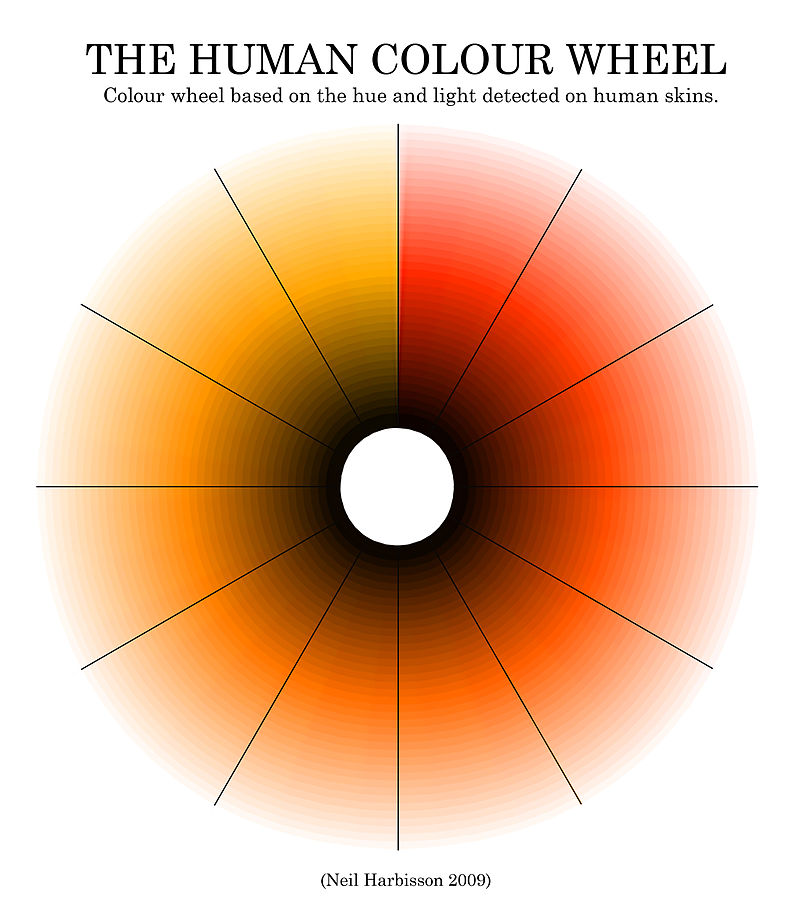 THE HUMAN COLOUR WHEEL
Colour wheel based on the hue and light detected on human skins.
(Neil Harbisson 2009)